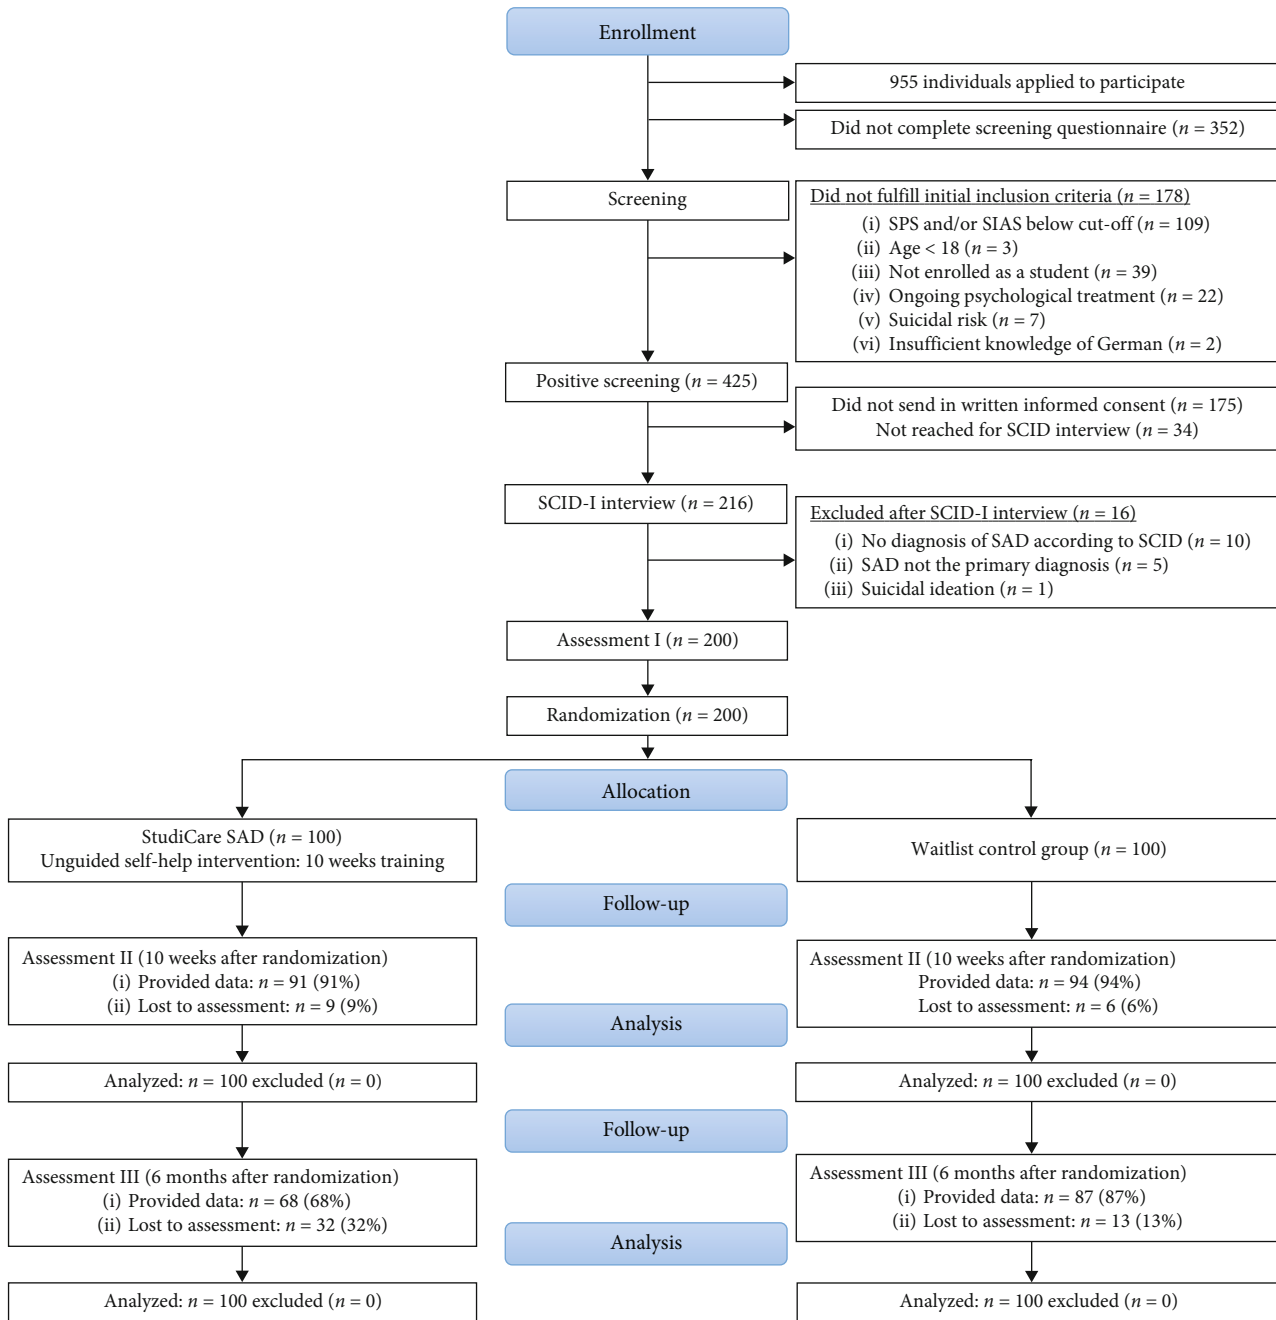 Enrollment
955 individuals applied to participate
Did not complete screening questionnaire (n = 352)
Screening
Did not fulfill initial inclusion criteria (n = 178)
(i) SPS and/or SIAS below cut-off (n = 109)
(ii) Age < 18 (n = 3)
(iii) Not enrolled as a student (n = 39)
(iv) Ongoing psychological treatment (n = 22)
(v) Suicidal risk (n = 7)
(vi) Insufficient knowledge of German (n = 2)
Positive screening (n = 425)
Did not send in written informed consent (n = 175)
Not reached for SCID interview (n = 34)
SCID-I interview (n = 216)
Excluded after SCID-I interview (n = 16)
(i) No diagnosis of SAD according to SCID (n = 10)
(ii) SAD not the primary diagnosis (n = 5)
(iii) Suicidal ideation (n = 1)
Assessment I (n = 200)
Randomization (n = 200)
Allocation
StudiCare SAD (n = 100)
Unguided self-help intervention: 10 weeks training
Waitlist control group (n = 100)
Follow-up
Assessment II (10 weeks after randomization)
(i) Provided data: n = 91 (91%)
(ii) Lost to assessment: n = 9 (9%)
Assessment II (10 weeks after randomization)
Provided data: n = 94 (94%)
Lost to assessment: n = 6 (6%)
Analysis
Analyzed: n = 100 excluded (n = 0)
Analyzed: n = 100 excluded (n = 0)
Follow-up
Assessment III (6 months after randomization)
(i) Provided data: n = 68 (68%)
(ii) Lost to assessment: n = 32 (32%)
Assessment III (6 months after randomization)
(i) Provided data: n = 87 (87%)
(ii) Lost to assessment: n = 13 (13%)
Analysis
Analyzed: n = 100 excluded (n = 0)
Analyzed: n = 100 excluded (n = 0)